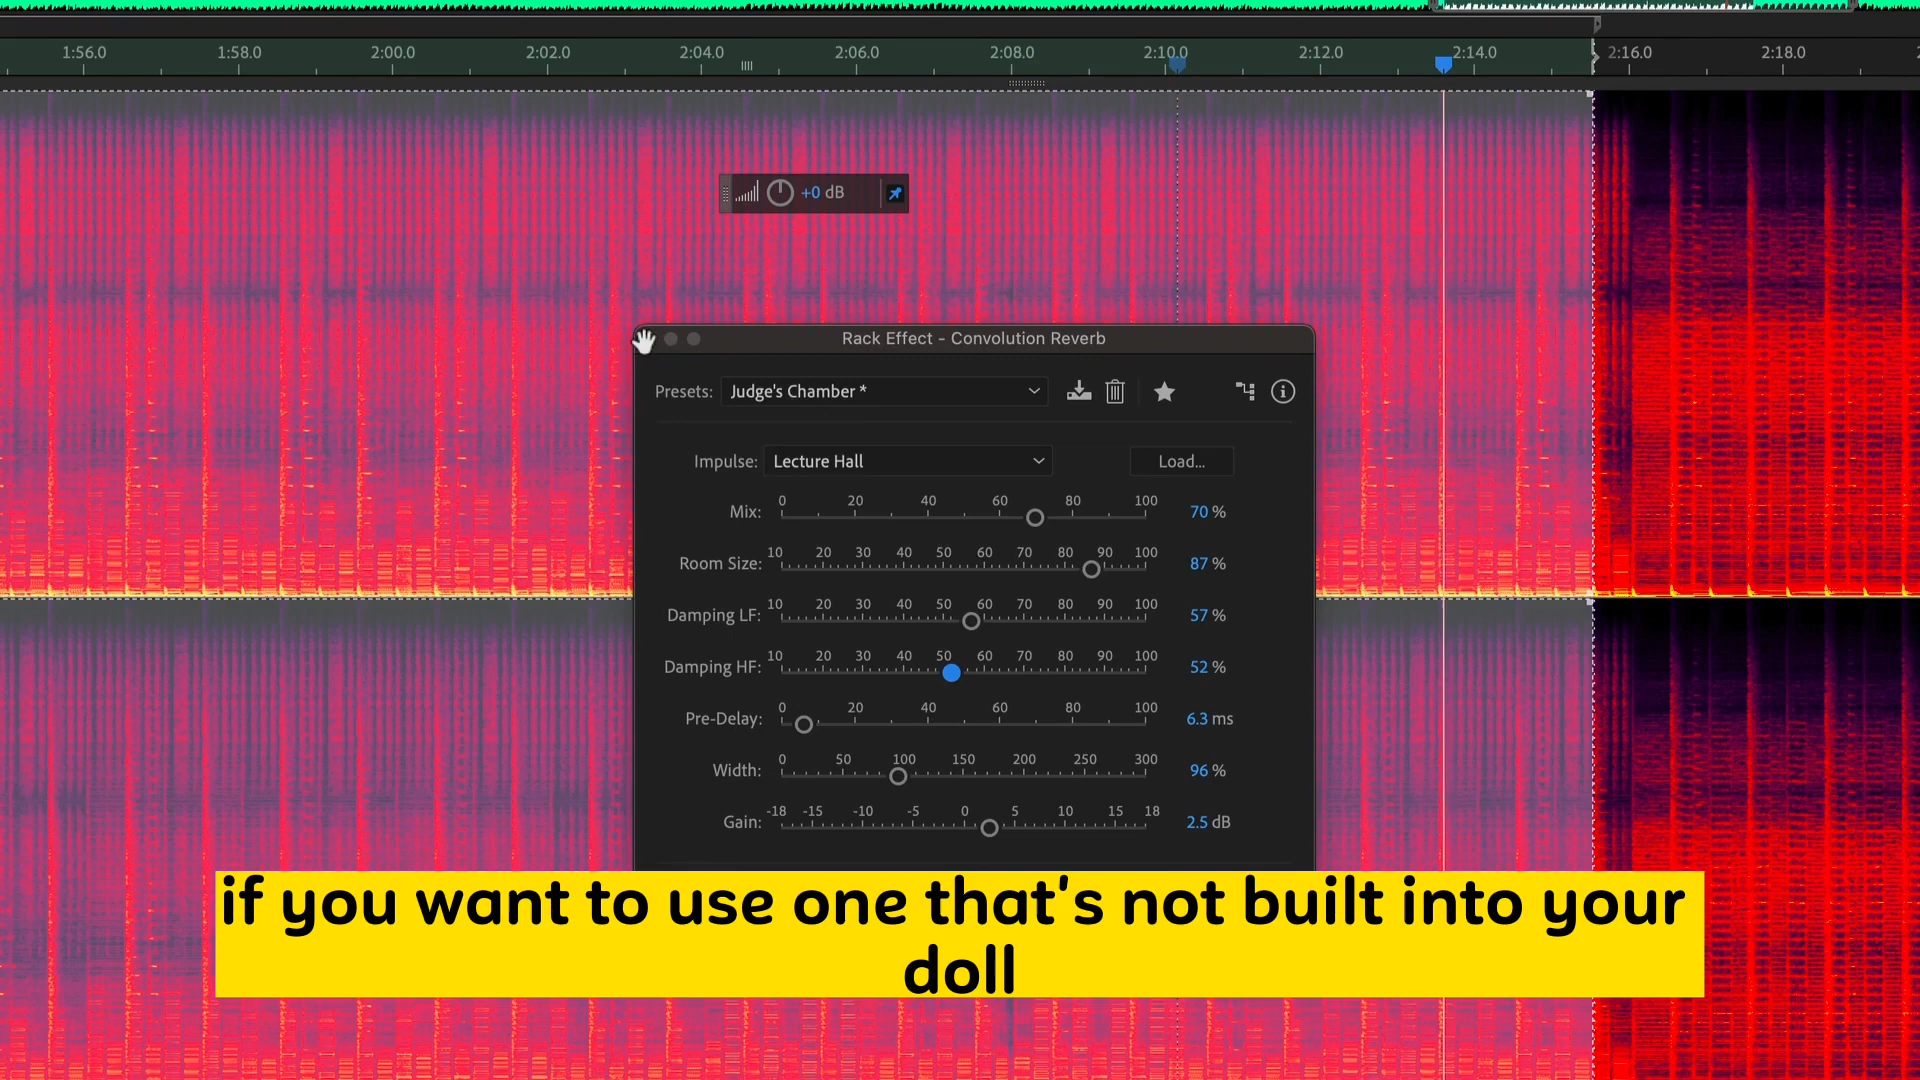 1:56.0 1:58.0 2:00.0 2:02.0 2:04.0 2:06.0 2:08.0 2:10.0 2:12.0 2:14.0 2:16.0 2:18.0
+0 dB
Rack Effect - Convolution Reverb
Presets: Judge's Chamber *
Impulse: Lecture Hall Load...
0 20 40 60 80 100
Mix: 70 %
10 20 30 40 50 60 70 80 90 100
Room Size: 87 %
10 20 30 40 50 60 70 80 90 100
Damping LF: 57 %
10 20 30 40 50 60 70 80 90 100
Damping HF: 52 %
0 20 40 60 80 100
Pre-Delay: 6.3 ms
0 50 100 150 200 250 300
Width: 96 %
-18 -15 -10 -5 0 5 10 15 18
Gain: 2.5 dB
if you want to use one that's not built into your
doll